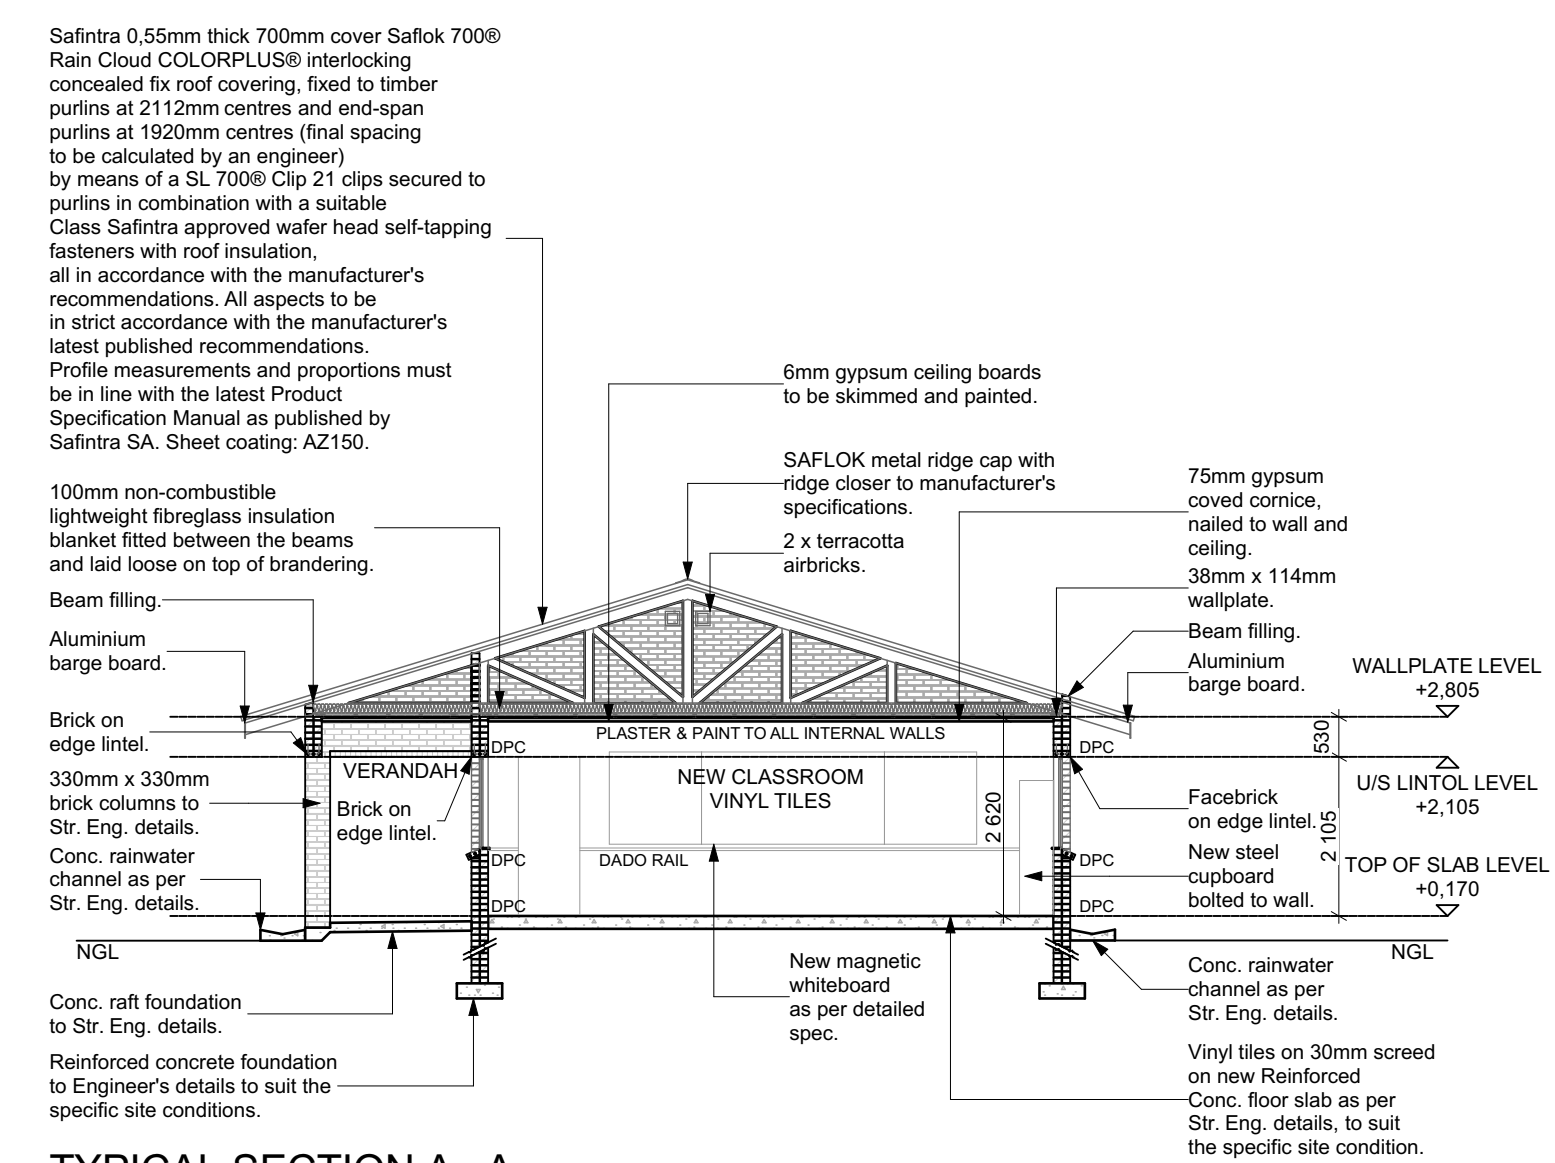 Safintra 0,55mm thick 700mm cover Saflok 700®
Rain Cloud COLORPLUS® interlocking
concealed fix roof covering, fixed to timber
purlins at 2112mm centres and end-span
purlins at 1920mm centres (final spacing
to be calculated by an engineer)
by means of a SL 700® Clip 21 clips secured to
purlins in combination with a suitable
Class Safintra approved wafer head self-tapping
fasteners with roof insulation,
all in accordance with the manufacturer's
recommendations. All aspects to be
in strict accordance with the manufacturer's
latest published recommendations.
Profile measurements and proportions must
be in line with the latest Product
Specification Manual as published by
Safintra SA. Sheet coating: AZ150.
100mm non-combustible
lightweight fibreglass insulation
blanket fitted between the beams
and laid loose on top of brandering.
Beam filling.
Aluminium
barge board.
Brick on
edge lintel.
330mm x 330mm
brick columns to
Str. Eng. details.
Conc. rainwater
channel as per
Str. Eng. details.
NGL
Conc. raft foundation
to Str. Eng. details.
Reinforced concrete foundation
to Engineer's details to suit the
specific site conditions.
6mm gypsum ceiling boards
to be skimmed and painted.
SAFLOK metal ridge cap with
ridge closer to manufacturer's
specifications.
2 x terracotta
airbricks.
PLASTER & PAINT TO ALL INTERNAL WALLS
DPC
VERANDAH
NEW CLASSROOM
VINYL TILES
Brick on
edge lintel.
2 620
DPC
DADO RAIL
DPC
New magnetic
whiteboard
as per detailed
spec.
75mm gypsum
coved cornice,
nailed to wall and
ceiling.
38mm x 114mm
wallplate.
Beam filling.
Aluminium
barge board.
DPC
Facebrick
on edge lintel.
New steel
cupboard
bolted to wall.
DPC
DPC
530
2 105
WALLPLATE LEVEL
+2,805
U/S LINTOL LEVEL
+2,105
TOP OF SLAB LEVEL
+0,170
NGL
Conc. rainwater
channel as per
Str. Eng. details.
Vinyl tiles on 30mm screed
on new Reinforced
Conc. floor slab as per
Str. Eng. details, to suit
the specific site condition.
TYPICAL SECTION A - A